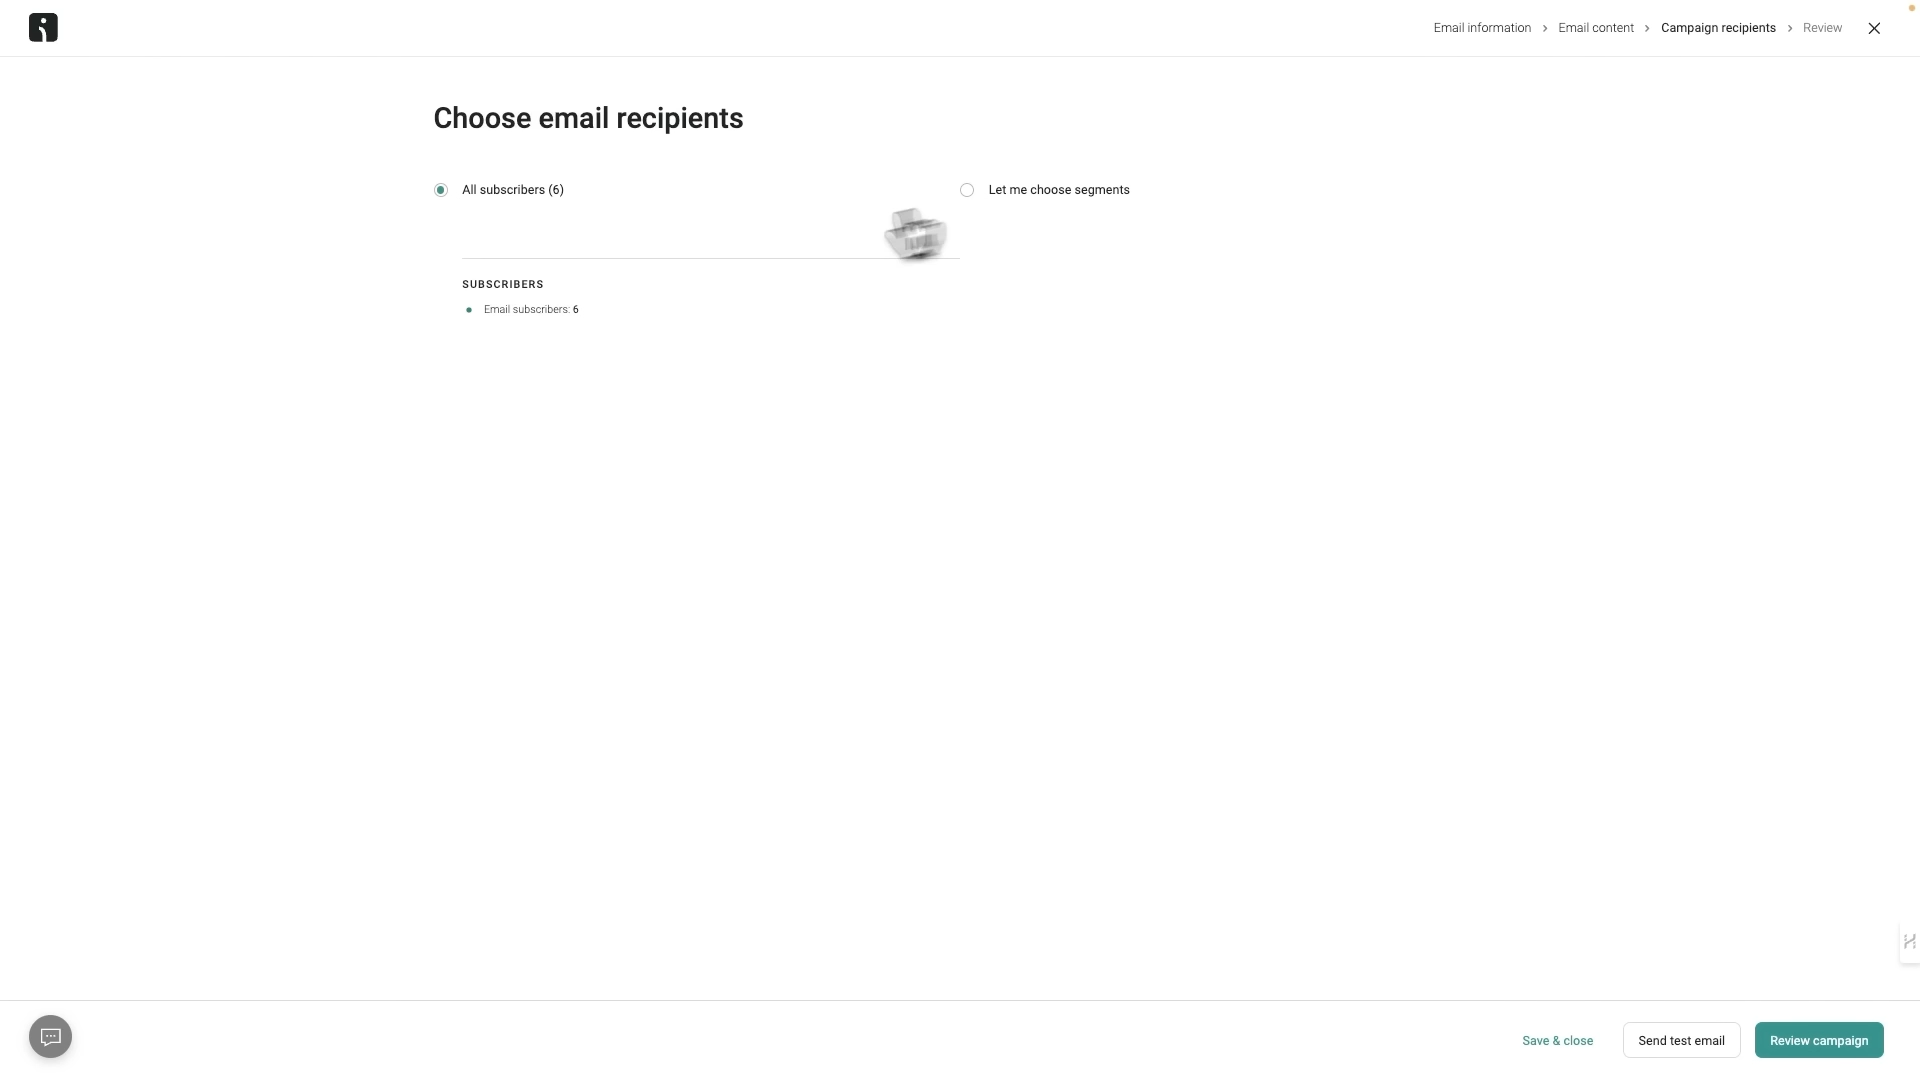 Email information > Email content > Campaign recipients > Review
Choose email recipients
All subscribers (6)
Let me choose segments
SUBSCRIBERS
Email subscribers: 6
Save & close
Send test email
Review campaign